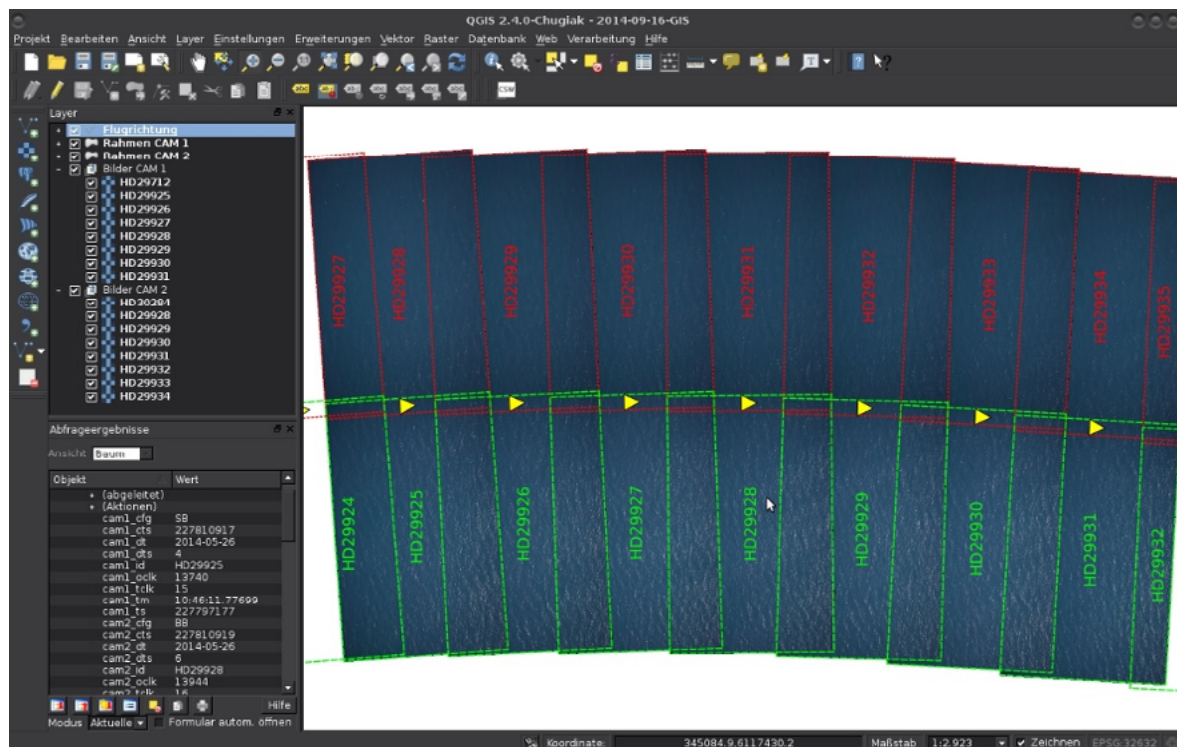 QGIS 2.4.0-Chugiak - 2014-09-16-GIS
Projekt Bearbeiten Ansicht Layer Einstellungen Erweiterungen Vektor Raster Datenbank Web Verarbeitung Hilfe
CSW
Layer
Flugrichtung
Rahmen CAM 1
Rahmen CAM 2
Bilder CAM 1
HD29712
HD29925
HD29926
HD29927
HD29928
HD29929
HD29930
HD29931
Bilder CAM 2
HD30284
HD29928
HD29929
HD29930
HD29931
HD29932
HD29933
HD29934
Abfrageergebnisse
Ansicht Baum
Objekt Wert
(abgeleitet)
(Aktionen)
cam1_cfg SB
cam1_cts 227810917
cam1_dt 2014-05-26
cam1_dts 4
cam1_id HD29925
cam1_oclk 13740
cam1_tclk 15
cam1_tm 10:46:11.77699
cam1_ts 227797177
cam2_cfg BB
cam2_cts 227810919
cam2_dt 2014-05-26
cam2_dts 6
cam2_id HD29928
cam2_oclk 13944
cam2_tclk 16
Hilfe
Modus Aktuelle Formular autom. öffnen
HD29927 HD29928 HD29929 HD29930 HD29931 HD29932 HD29933 HD29934 HD29935
HD29924 HD29925 HD29926 HD29927 HD29928 HD29929 HD29930 HD29931 HD29932
Koordinate: 345084.9,6117430.2 Maßstab 1:2.923 Zeichnen EPSG:32632